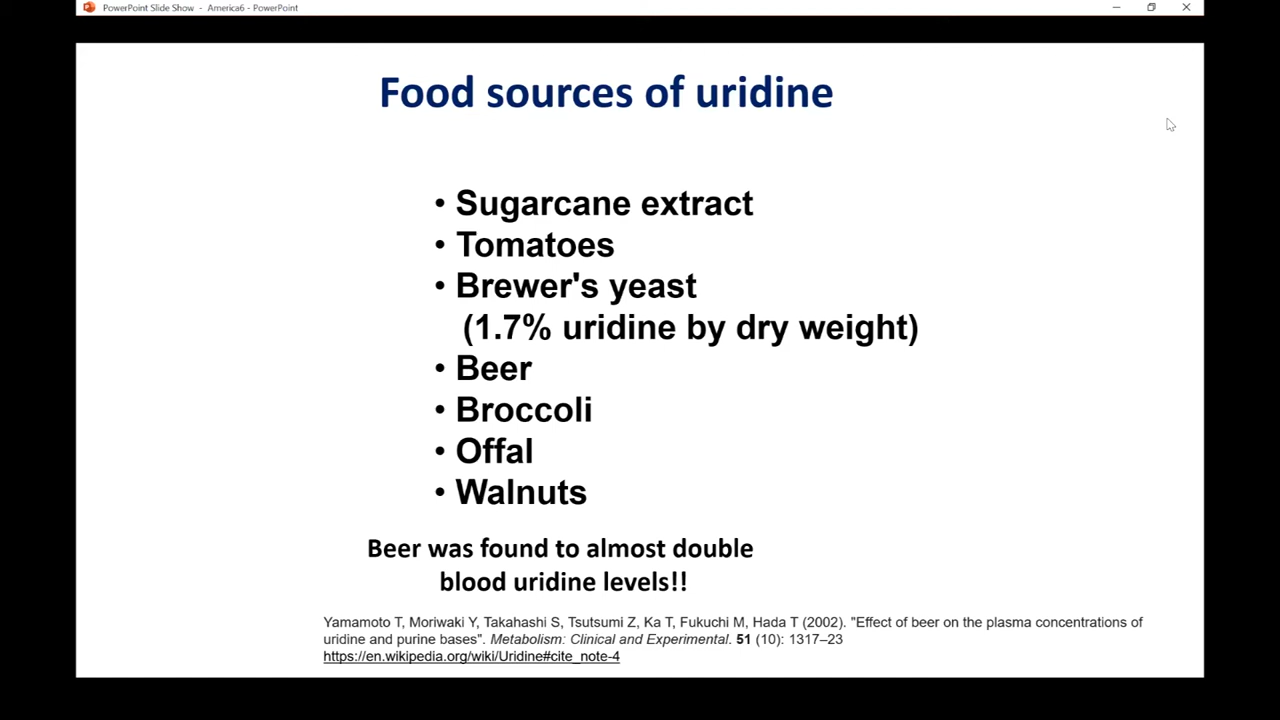 PowerPoint Slide Show - America6 - PowerPoint
Food sources of uridine
• Sugarcane extract
• Tomatoes
• Brewer's yeast
(1.7% uridine by dry weight)
• Beer
• Broccoli
• Offal
• Walnuts
Beer was found to almost double
blood uridine levels!!
Yamamoto T, Moriwaki Y, Takahashi S, Tsutsumi Z, Ka T, Fukuchi M, Hada T (2002). "Effect of beer on the plasma concentrations of
uridine and purine bases". Metabolism: Clinical and Experimental. 51 (10): 1317–23
https://en.wikipedia.org/wiki/Uridine#cite_note-4